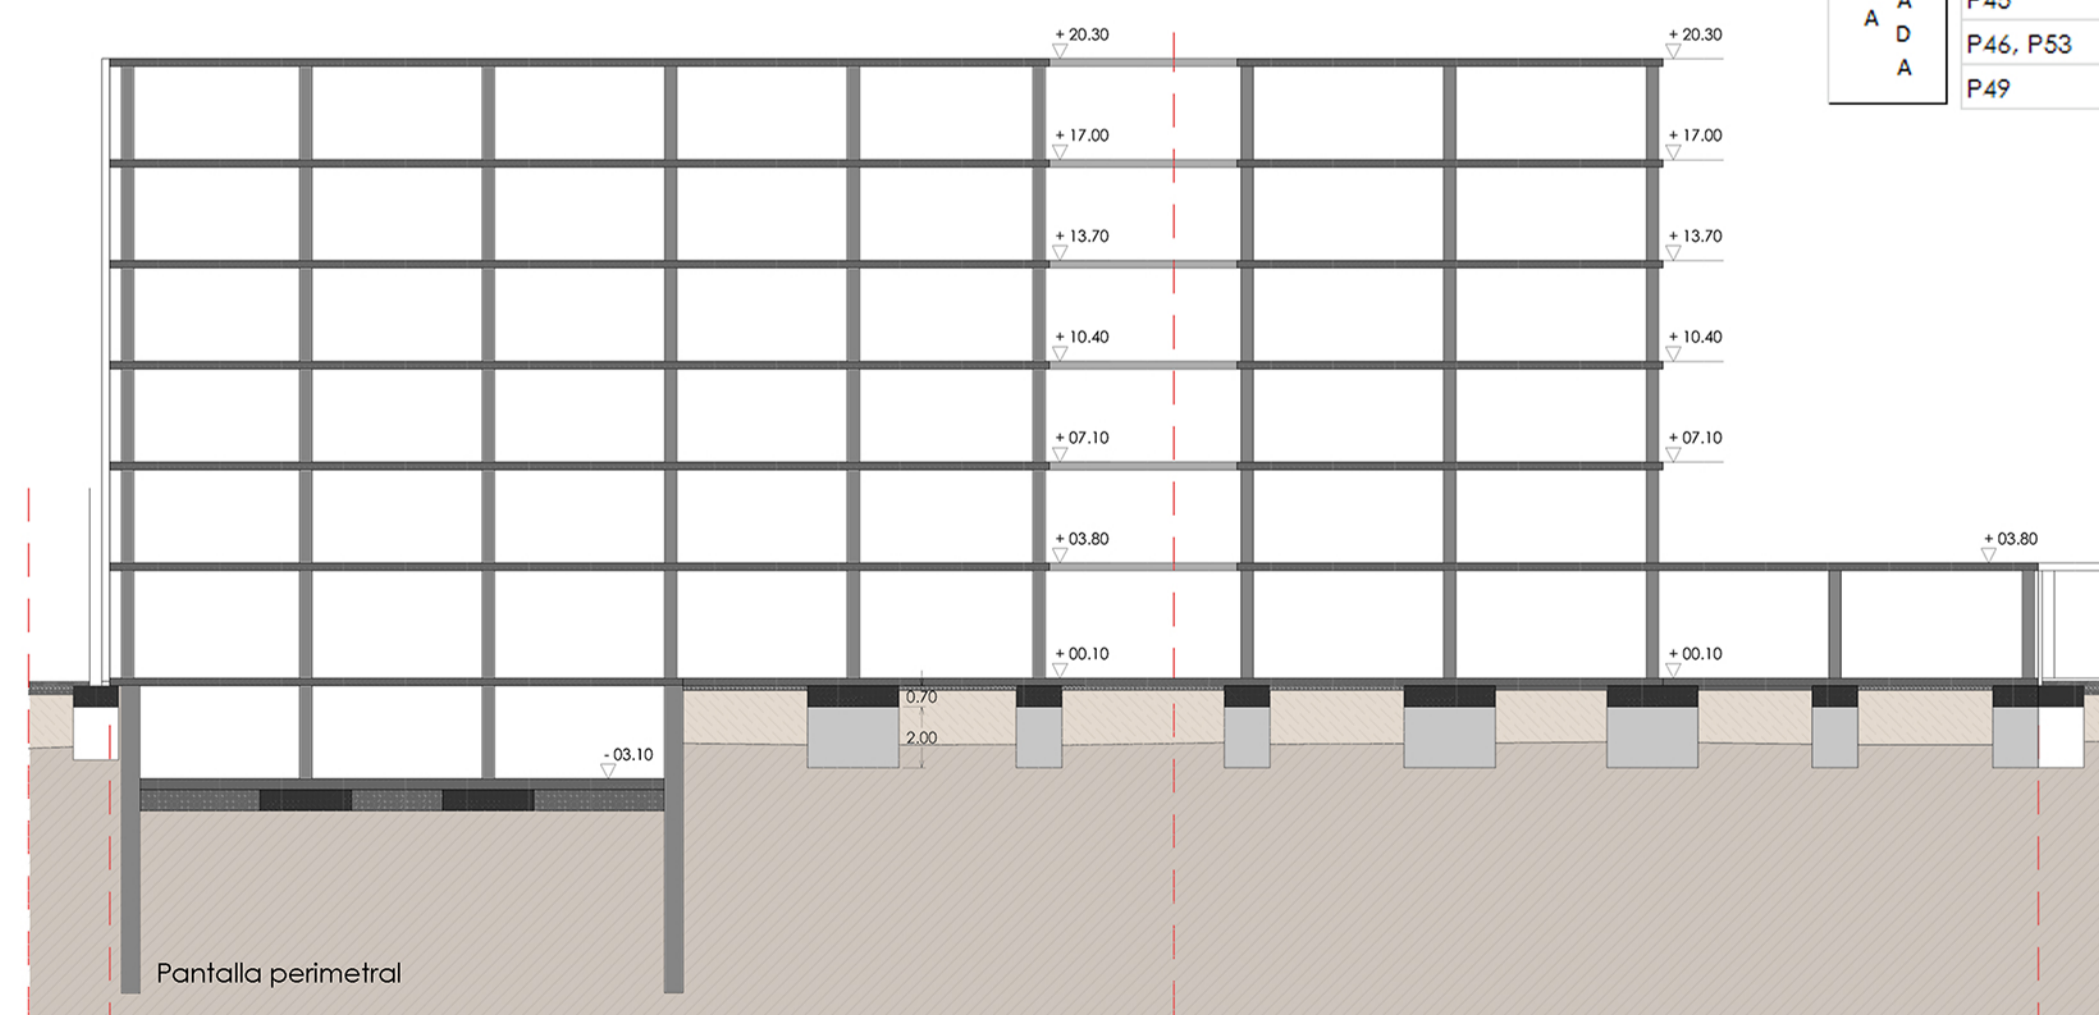 A
A
D
A
P45
P46, P53
P49
+ 20.30
+ 20.30
+ 17.00
+ 17.00
+ 13.70
+ 13.70
+ 10.40
+ 10.40
+ 07.10
+ 07.10
+ 03.80
+ 03.80
+ 00.10
+ 00.10
0.70
2.00
- 03.10
Pantalla perimetral